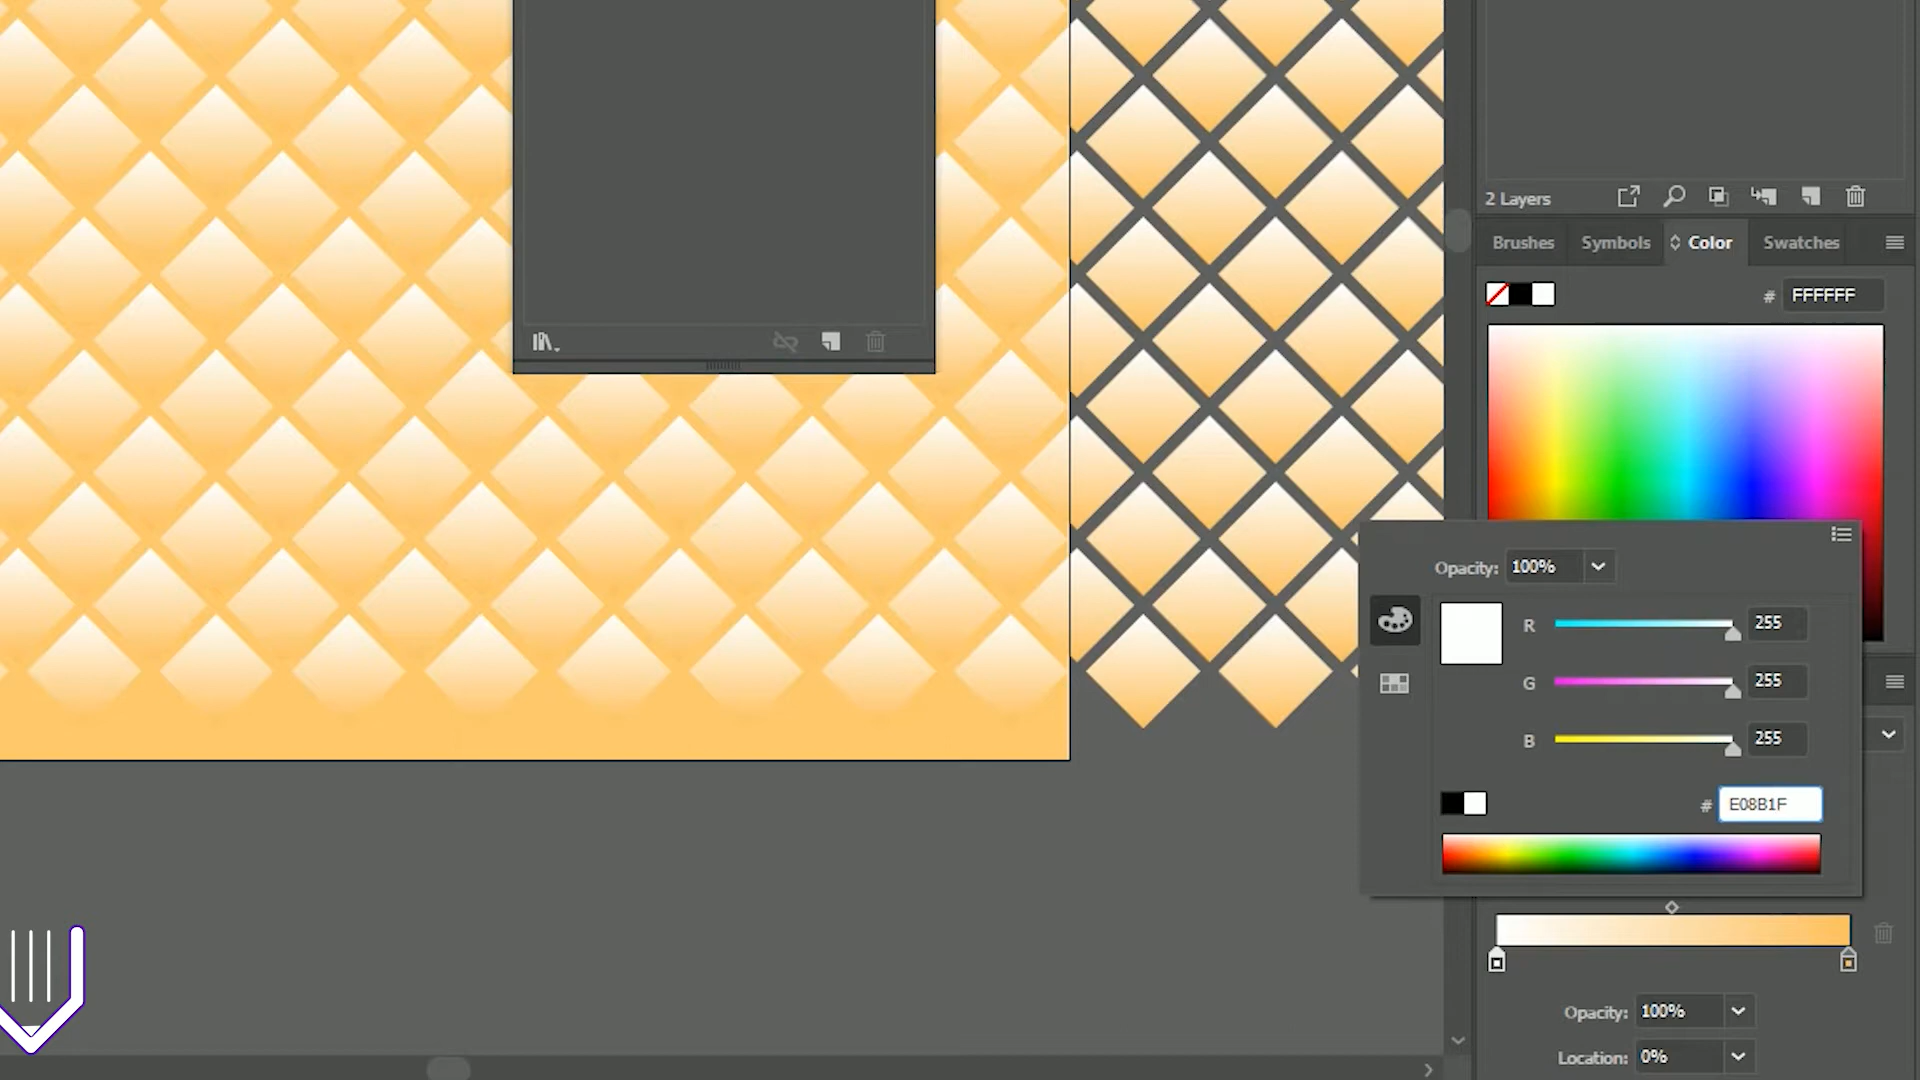 2 Layers
Brushes Symbols Color Swatches
# FFFFFF
Opacity: 100%
R 255
G 255
B 255
# E08B1F
Opacity: 100%
Location: 0%